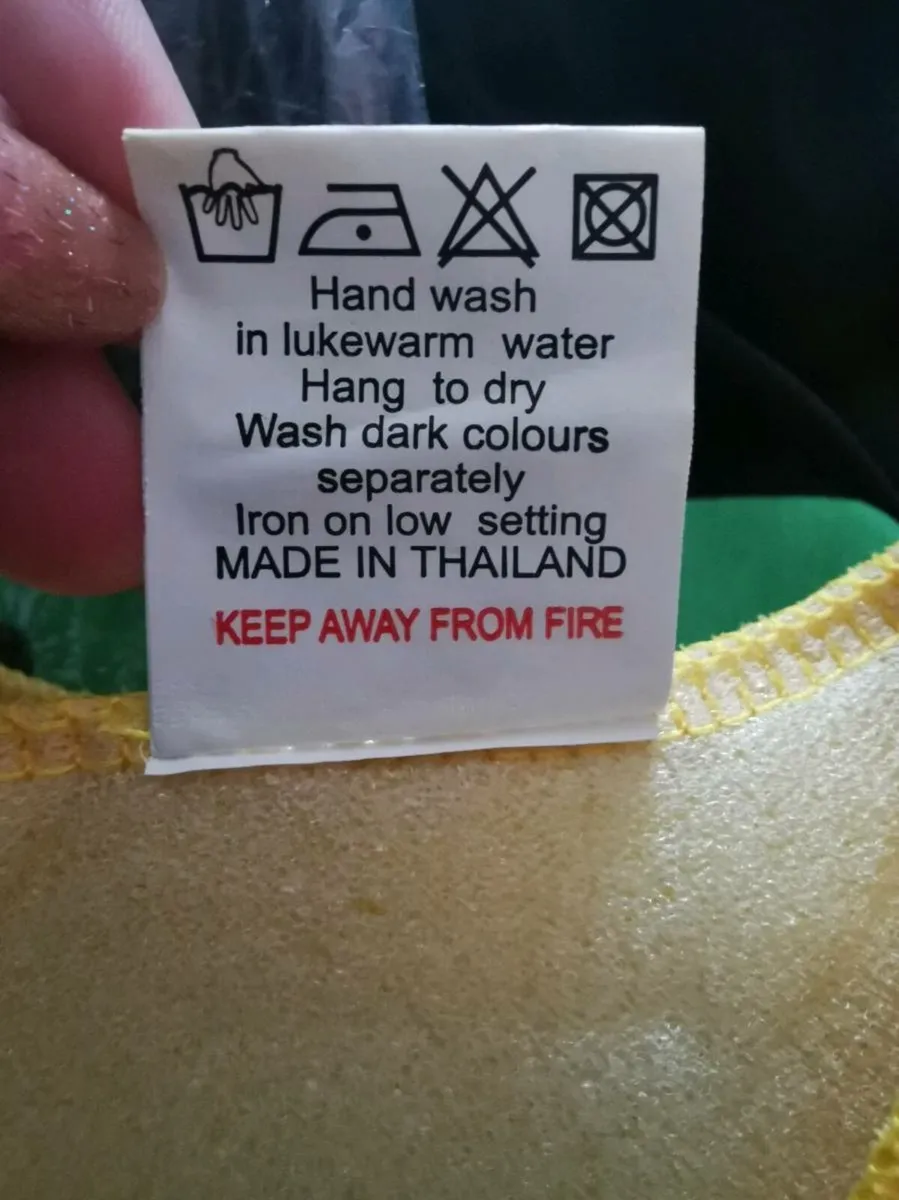 Hand wash
in lukewarm water
Hang to dry
Wash dark colours
separately
Iron on low setting
MADE IN THAILAND
KEEP AWAY FROM FIRE